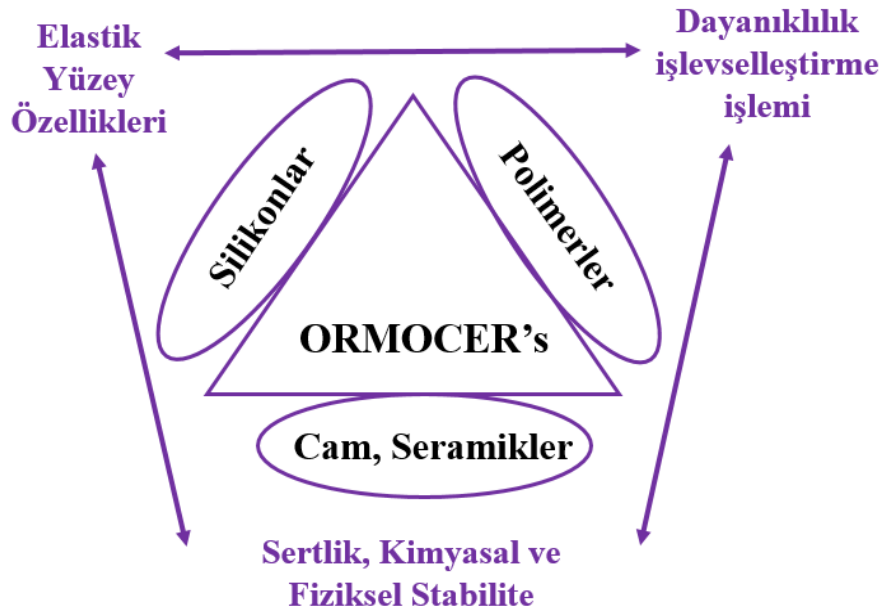 Elastik
Yüzey
Özellikleri
Dayanıklılık
işlevselleştirme
işlemi
Silikonlar
Polimerler
ORMOCER’s
Cam, Seramikler
Sertlik, Kimyasal ve
Fiziksel Stabilite